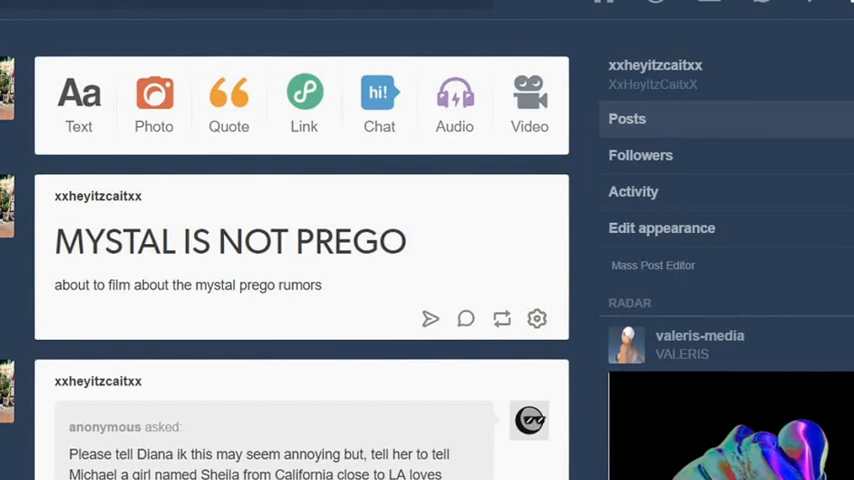 Aa
hi!
Text
Photo
Quote
Link
Chat
Audio
Video
xxheyitzcaitxx
MYSTAL IS NOT PREGO
about to film about the mystal prego rumors
xxheyitzcaitxx
anonymous asked:
Please tell Diana ik this may seem annoying but, tell her to tell
Michael a girl named Sheila from California close to LA loves
xxheyitzcaitxx
XxHeyItzCaitxX
Posts
Followers
Activity
Edit appearance
Mass Post Editor
RADAR
valeris-media
VALERIS